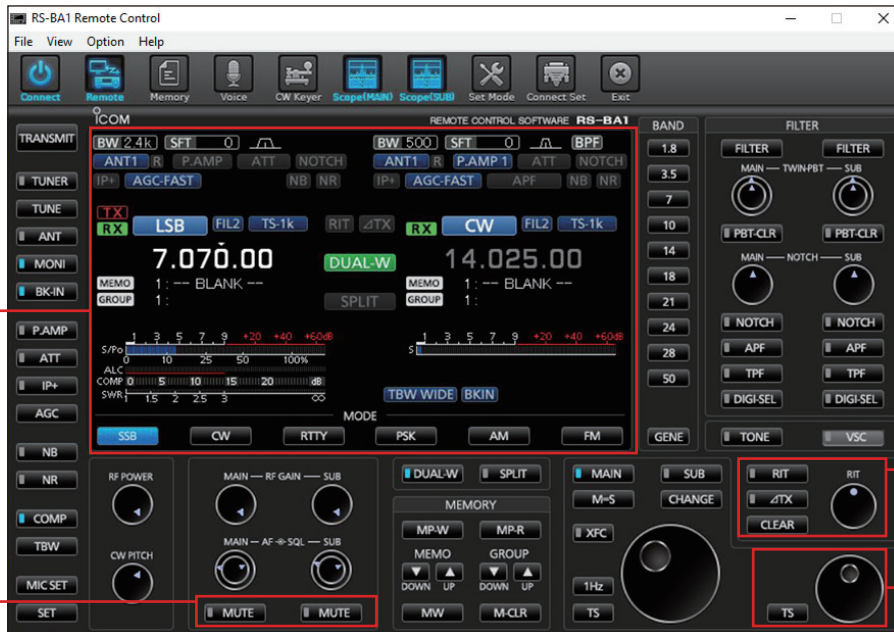 RS-BA1 Remote Control
File View Option Help
Connect Remote Memory Voice CW Keyer Scope(MAIN) Scope(SUB) Set Mode Connect Set Exit
ICOM REMOTE CONTROL SOFTWARE RS-BA1
TRANSMIT
TUNER
TUNE
ANT
MONI
BK-IN
P.AMP
ATT
IP+
AGC
NB
NR
COMP
TBW
MIC SET
SET
BW 2.4k SFT 0 BW 500 SFT 0 BPF
ANT1 R P.AMP ATT NOTCH ANT1 R P.AMP 1 ATT NOTCH
IP+ AGC-FAST NB NR IP+ AGC-FAST APF NB NR
TX
RX LSB FIL2 TS-1k RIT ⊿TX RX CW FIL2 TS-1k
7.070.00 DUAL-W 14.025.00
MEMO 1: -- BLANK -- MEMO 1: -- BLANK --
GROUP 1: SPLIT GROUP 1:
1 3 5 7 9 +20 +40 +60dB 1 3 5 7 9 +20 +40 +60dB
S/Po S
0 10 25 50 100%
ALC
COMP 0 5 10 15 20 dB
SWR 1 1.5 2 2.5 3 ∞ TBW WIDE BKIN
MODE
SSB CW RTTY PSK AM FM
BAND
1.8
3.5
7
10
14
18
21
24
28
50
GENE
FILTER
FILTER FILTER
MAIN — TWIN-PBT — SUB
PBT-CLR PBT-CLR
MAIN — NOTCH — SUB
NOTCH NOTCH
APF APF
TPF TPF
DIGI-SEL DIGI-SEL
TONE VSC
RF POWER
CW PITCH
MAIN — RF GAIN — SUB
MAIN — AF SQL — SUB
MUTE MUTE
DUAL-W SPLIT
MEMORY
MP-W MP-R
MEMO GROUP
DOWN UP DOWN UP
MW M-CLR
MAIN SUB
M=S CHANGE
XFC
1Hz
TS
RIT RIT
⊿TX
CLEAR
TS